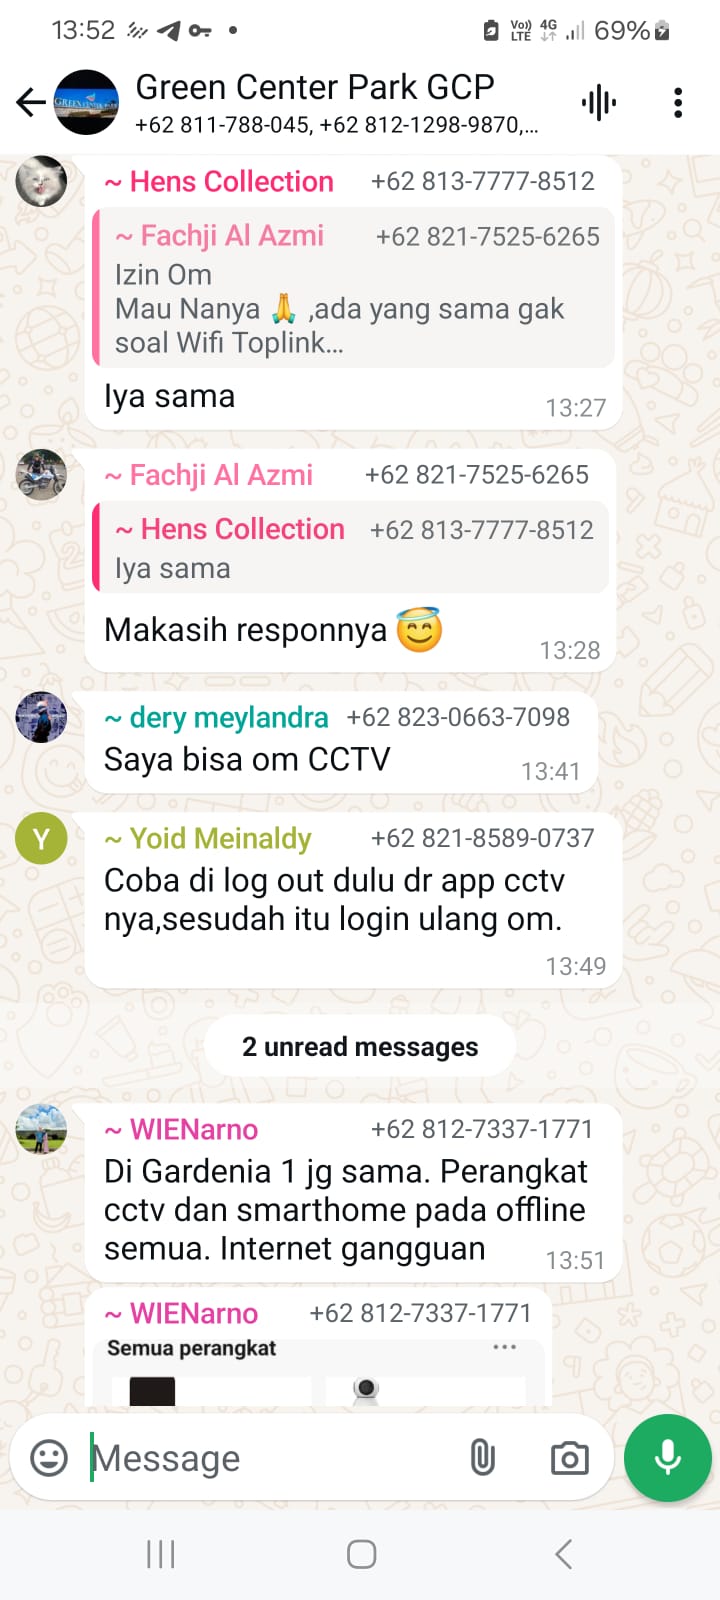 13:52
Vo)) LTE 4G 69%
Green Center Park GCP
+62 811-788-045, +62 812-1298-9870,...
~ Hens Collection +62 813-7777-8512
~ Fachji Al Azmi +62 821-7525-6265
Izin Om
Mau Nanya 🙏 ,ada yang sama gak
soal Wifi Toplink...
Iya sama
13:27
~ Fachji Al Azmi +62 821-7525-6265
~ Hens Collection +62 813-7777-8512
Iya sama
Makasih responnya 😇
13:28
~ dery meylandra +62 823-0663-7098
Saya bisa om CCTV
13:41
Y
~ Yoid Meinaldy +62 821-8589-0737
Coba di log out dulu dr app cctv
nya,sesudah itu login ulang om.
13:49
2 unread messages
~ WIENarno +62 812-7337-1771
Di Gardenia 1 jg sama. Perangkat
cctv dan smarthome pada offline
semua. Internet gangguan
13:51
~ WIENarno +62 812-7337-1771
Semua perangkat
Message